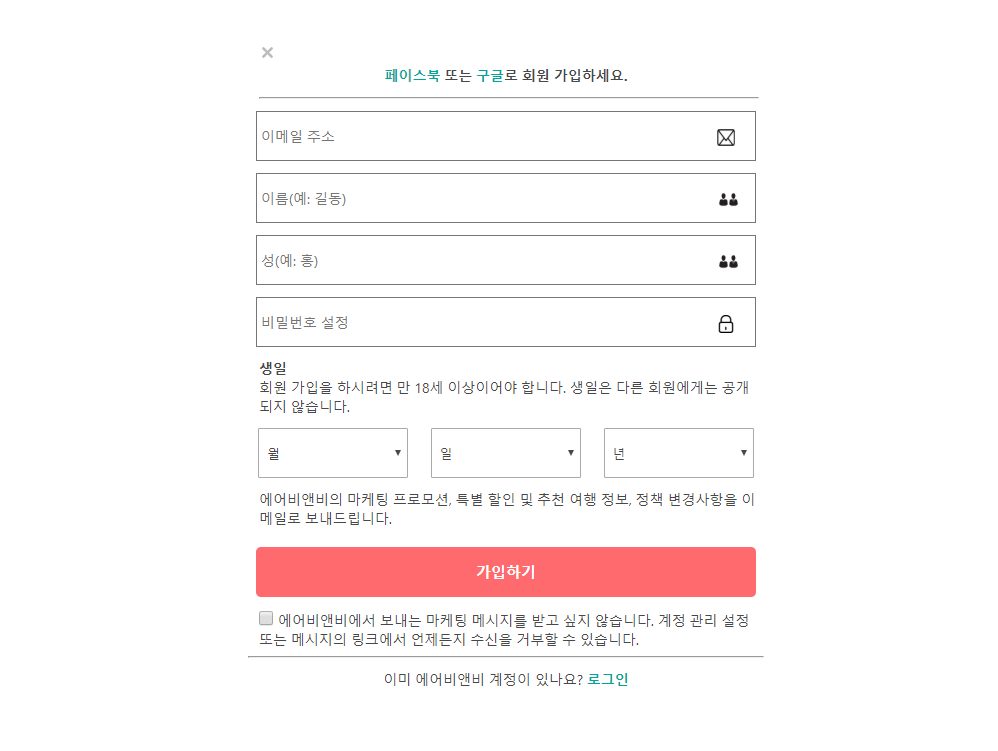 ×
페이스북 또는 구글로 회원 가입하세요.
이메일 주소
이름(예: 길동)
성(예: 홍)
비밀번호 설정
생일
회원 가입을 하시려면 만 18세 이상이어야 합니다. 생일은 다른 회원에게는 공개
되지 않습니다.
월 일 년
에어비앤비의 마케팅 프로모션, 특별 할인 및 추천 여행 정보, 정책 변경사항을 이
메일로 보내드립니다.
가입하기
에어비앤비에서 보내는 마케팅 메시지를 받고 싶지 않습니다. 계정 관리 설정
또는 메시지의 링크에서 언제든지 수신을 거부할 수 있습니다.
이미 에어비앤비 계정이 있나요? 로그인